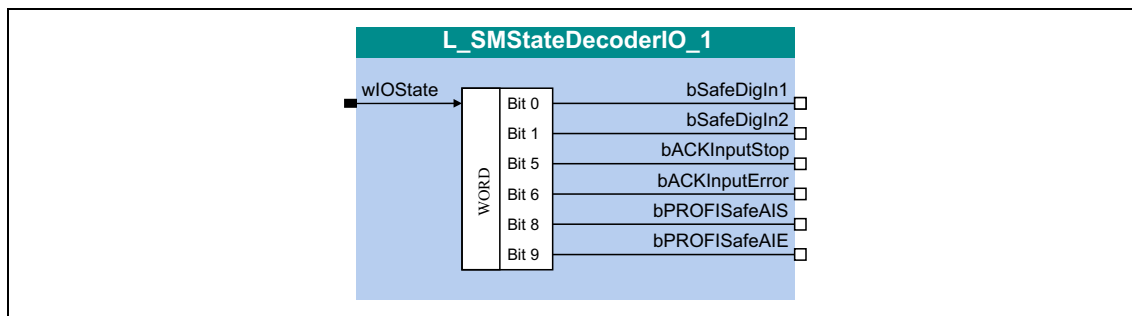 L_SMStateDecoderIO_1
wIOState
WORD
Bit 0
bSafeDigIn1
Bit 1
bSafeDigIn2
Bit 5
bACKInputStop
Bit 6
bACKInputError
Bit 8
bPROFISafeAIS
Bit 9
bPROFISafeAIE